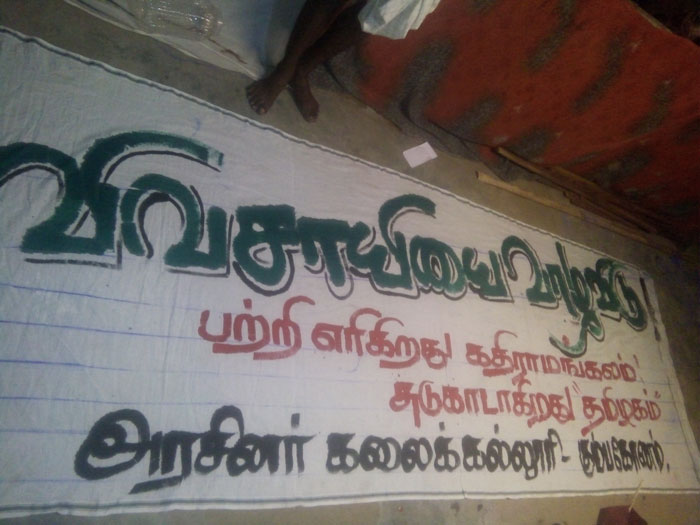 விவசாயியை வாழவிடு!
பற்றி எரிகிறது கதிராமங்கலம்!
சுடுகாடாகிறது தமிழகம்
அரசினர் கலைக்கல்லூரி - கும்பகோணம்.